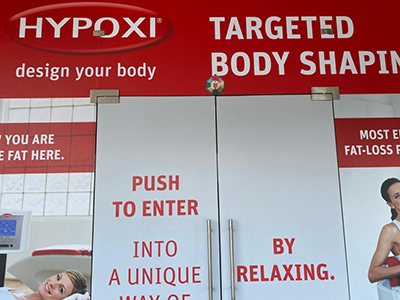 HYPOXI®
design your body
TARGETED
BODY SHAPIN
YOU ARE
FAT HERE.
PUSH
TO ENTER
INTO
A UNIQUE
WAY OF
BY
RELAXING.
MOST E
FAT-LOSS